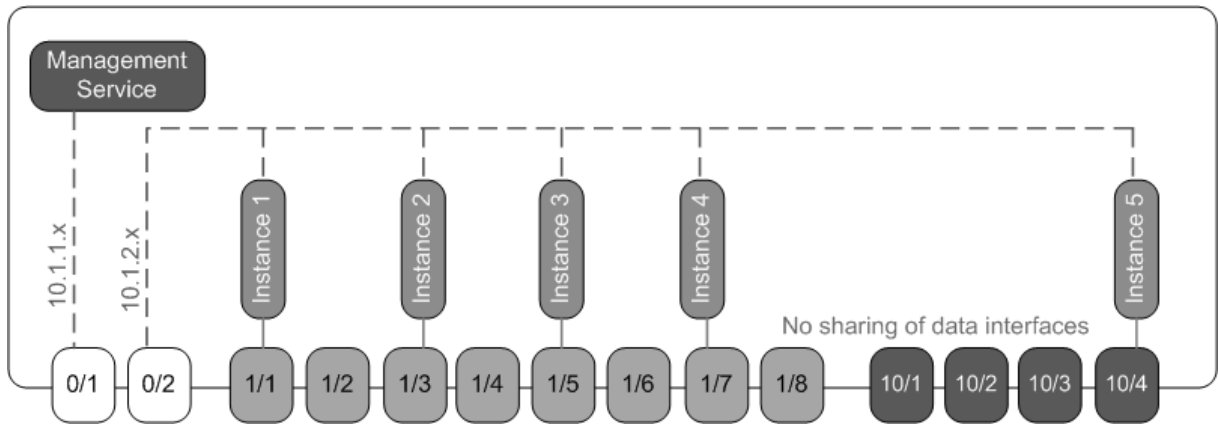 Management
Service
10.1.1.x
10.1.2.x
Instance 1
Instance 2
Instance 3
Instance 4
Instance 5
No sharing of data interfaces
0/1
0/2
1/1
1/2
1/3
1/4
1/5
1/6
1/7
1/8
10/1
10/2
10/3
10/4